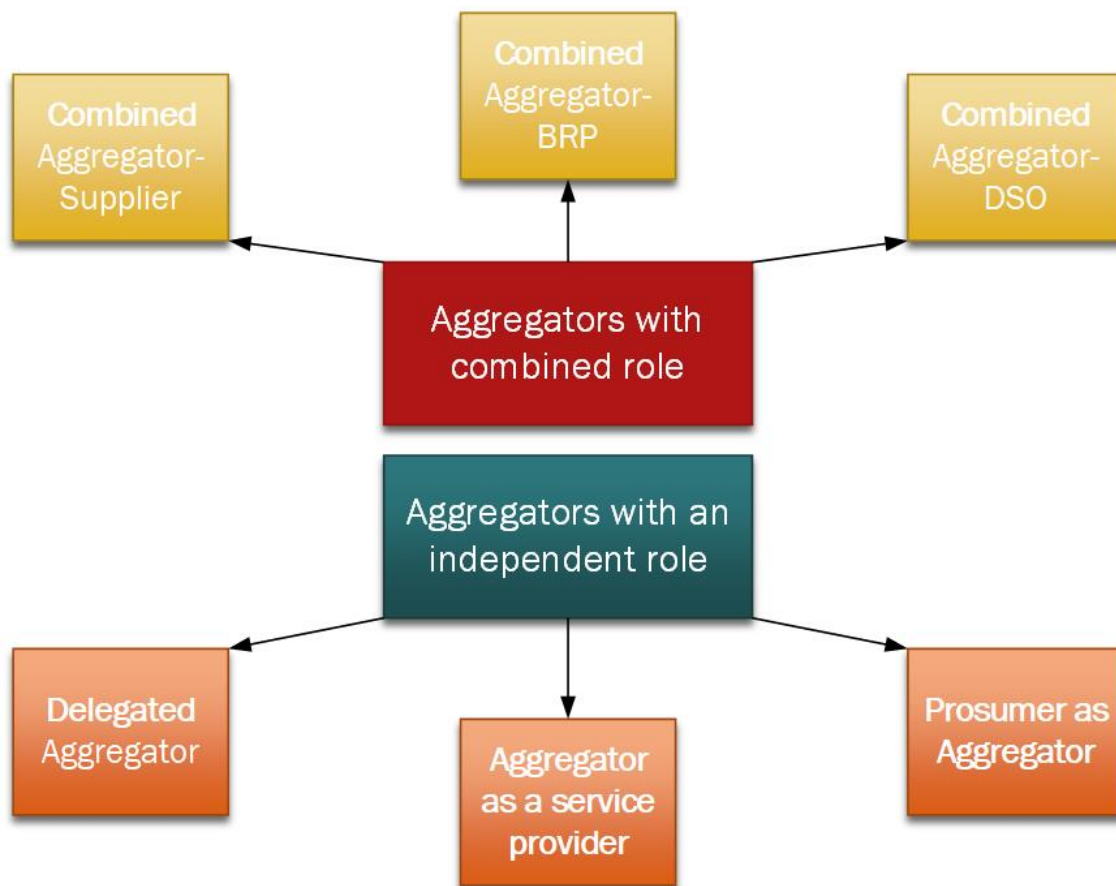 Combined
Aggregator-
BRP
Combined
Aggregator-
Supplier
Combined
Aggregator-
DSO
Aggregators with
combined role
Aggregators with an
independent role
Delegated
Aggregator
Aggregator
as a service
provider
Prosumer as
Aggregator